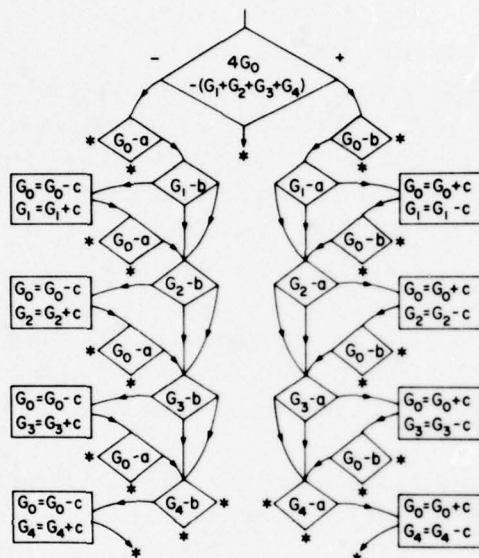 - +
4G₀
-(G₁+G₂+G₃+G₄)
*
* G₀-a G₀-b *
* *
G₀=G₀-c G₁-b G₁-a G₀=G₀+c
G₁=G₁+c G₁=G₁-c
* G₀-a G₀-b *
* *
G₀=G₀-c G₂-b G₂-a G₀=G₀+c
G₂=G₂+c G₂=G₂-c
* G₀-a G₀-b *
* *
G₀=G₀-c G₃-b G₃-a G₀=G₀+c
G₃=G₃+c G₃=G₃-c
* G₀-a G₀-b *
* *
G₀=G₀-c G₄-b * * G₄-a G₀=G₀+c
G₄=G₄+c * * G₄=G₄-c
* *